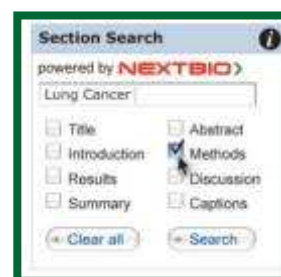 Section Search i
powered by NEXTBIO>
Lung Cancer
Title Abstract
Introduction Methods
Results Discussion
Summary Captions
Clear all Search